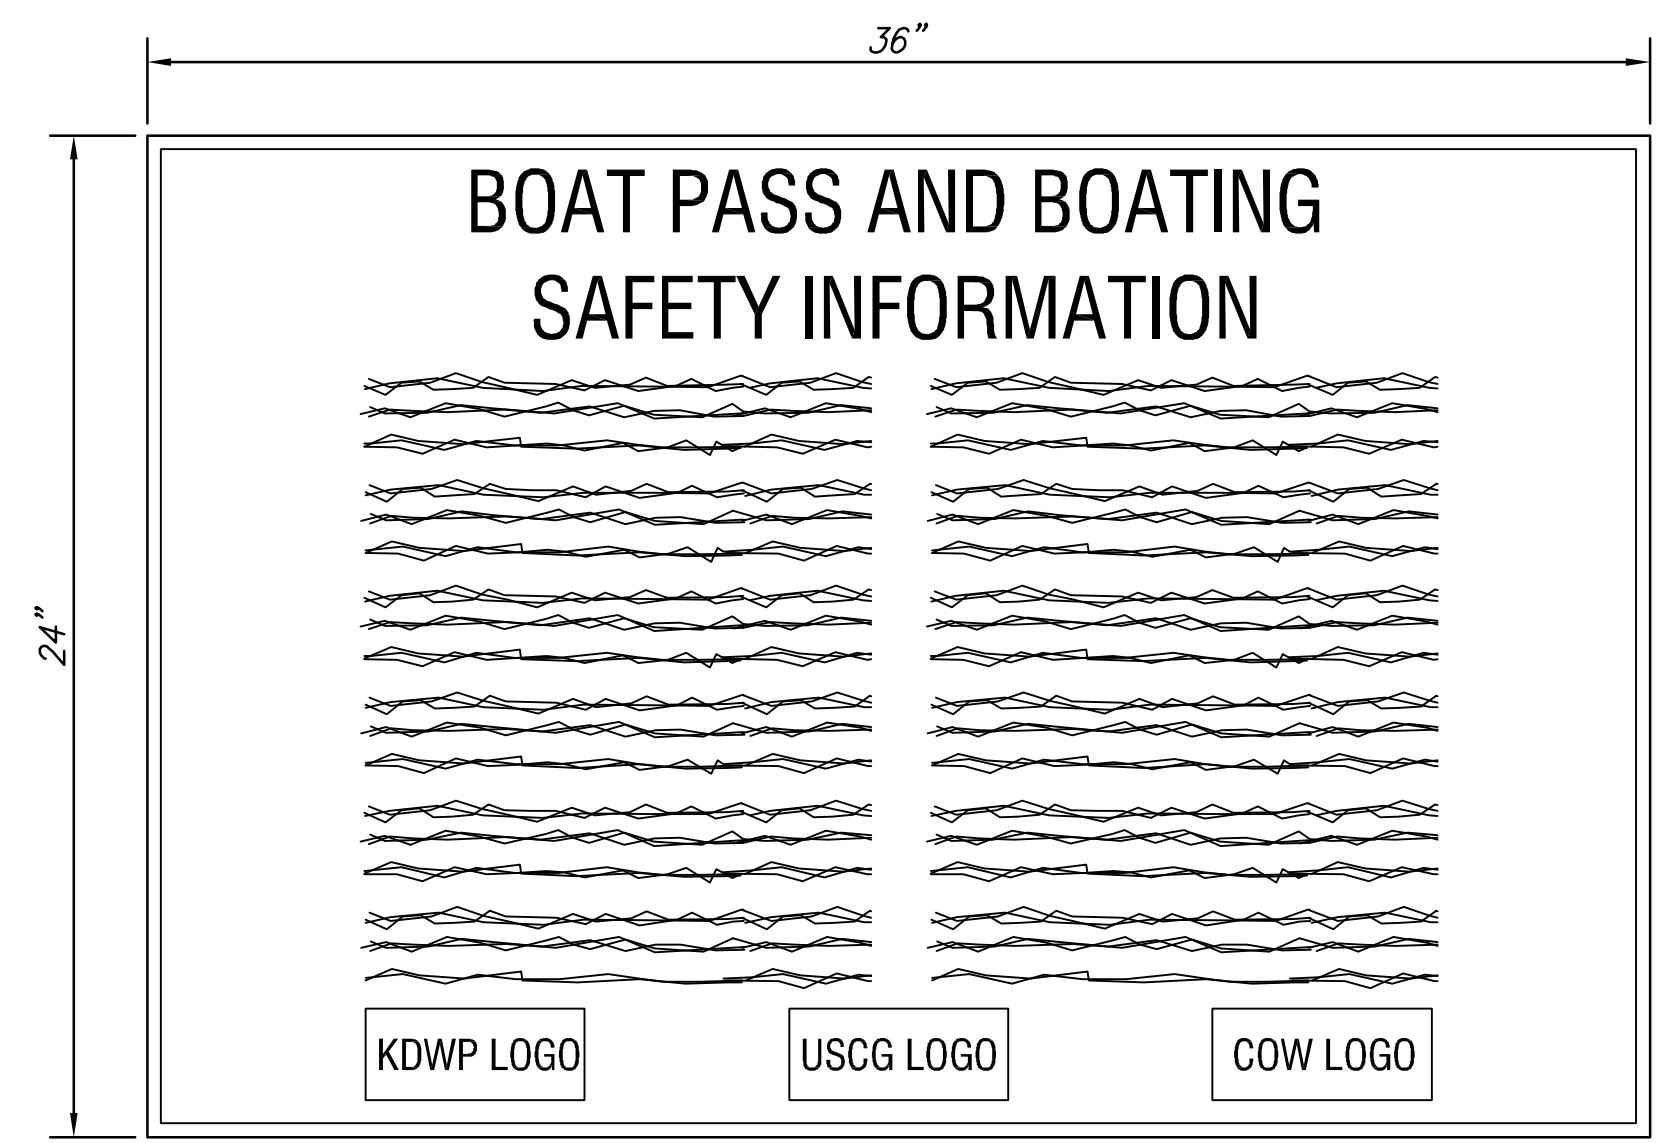 36"
BOAT PASS AND BOATING
SAFETY INFORMATION
24"
KDWP LOGO
USCG LOGO
COW LOGO